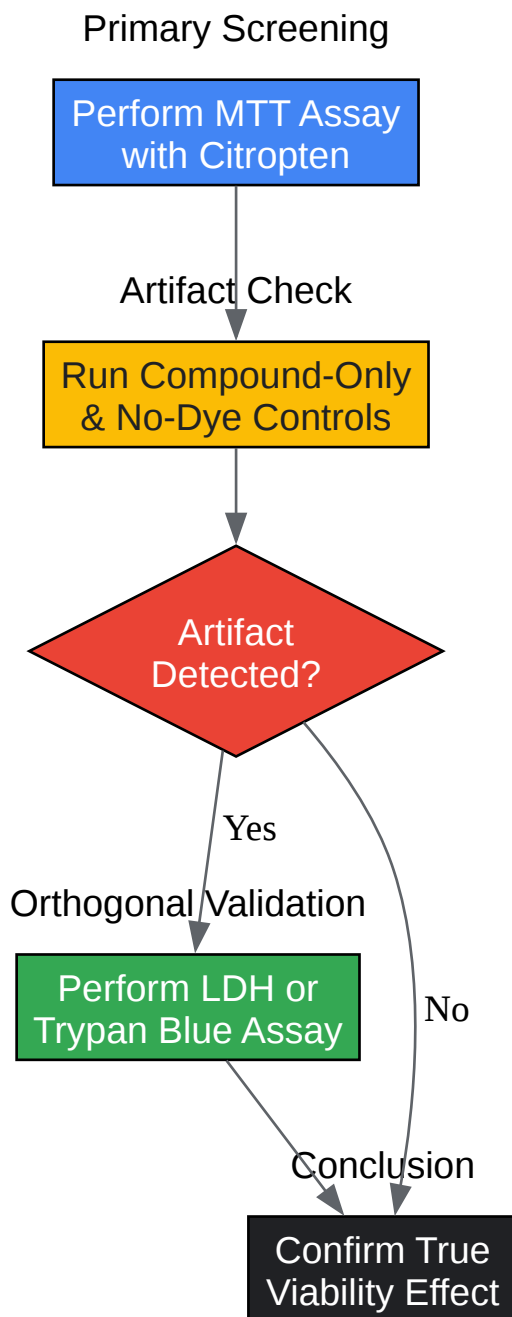 Primary Screening
Perform MTT Assay
with Citropten
Artifact Check
Run Compound-Only
& No-Dye Controls
Artifact
Detected?
Yes
Orthogonal Validation
Perform LDH or
Trypan Blue Assay
No
Conclusion
Confirm True
Viability Effect